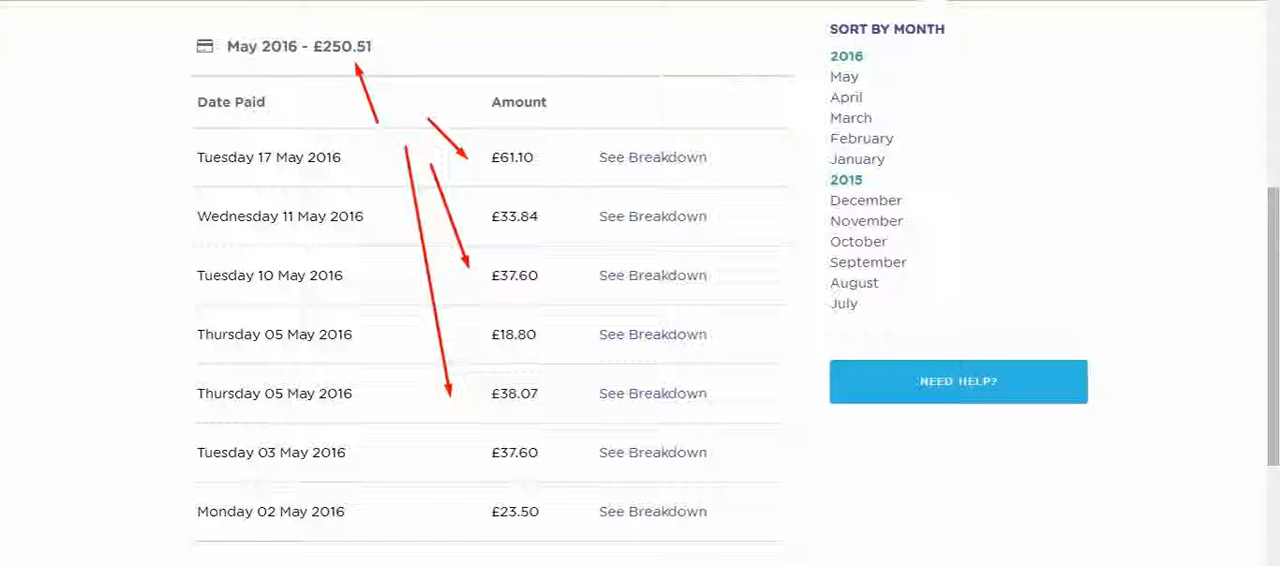 May 2016 - £250.51
Date Paid Amount
Tuesday 17 May 2016 £61.10 See Breakdown
Wednesday 11 May 2016 £33.84 See Breakdown
Tuesday 10 May 2016 £37.60 See Breakdown
Thursday 05 May 2016 £18.80 See Breakdown
Thursday 05 May 2016 £38.07 See Breakdown
Tuesday 03 May 2016 £37.60 See Breakdown
Monday 02 May 2016 £23.50 See Breakdown
SORT BY MONTH
2016
May
April
March
February
January
2015
December
November
October
September
August
July
NEED HELP?